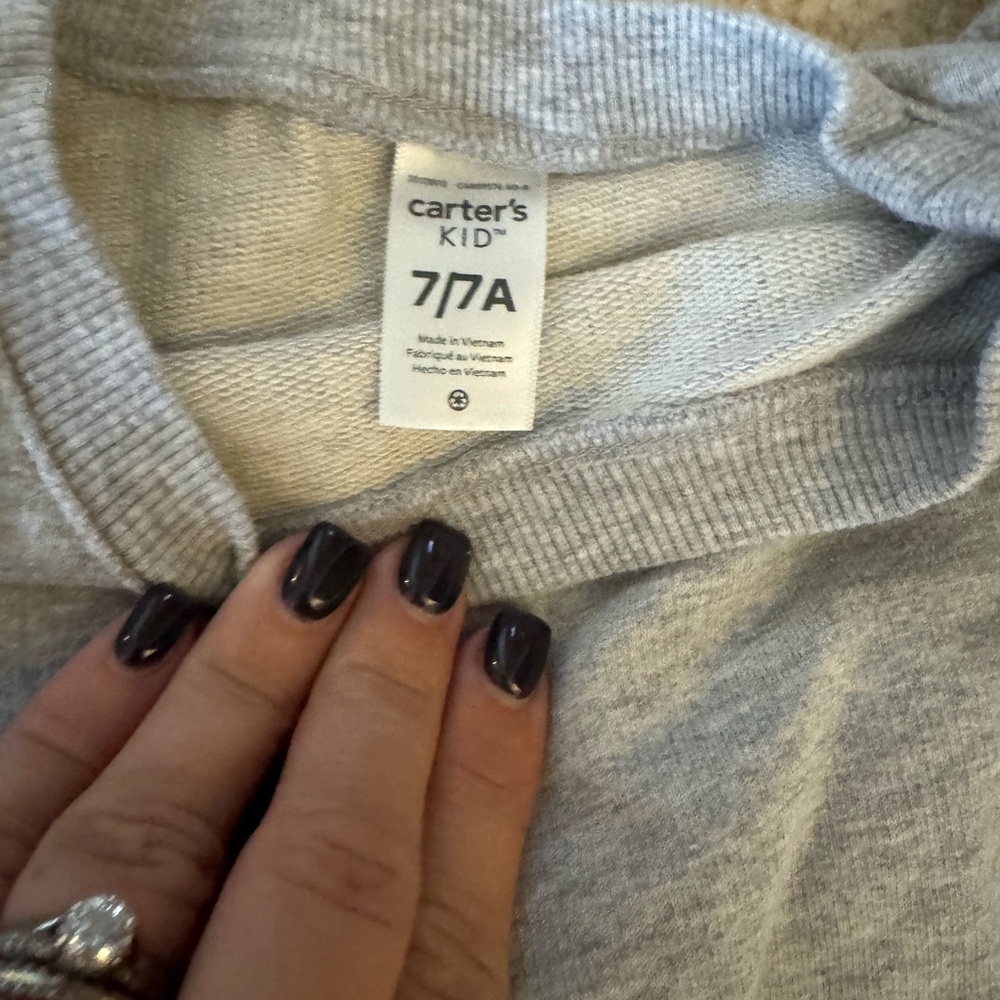 carter's
KID™
7/7A
Made in Vietnam
Fabriqué au Vietnam
Hecho en Vietnam